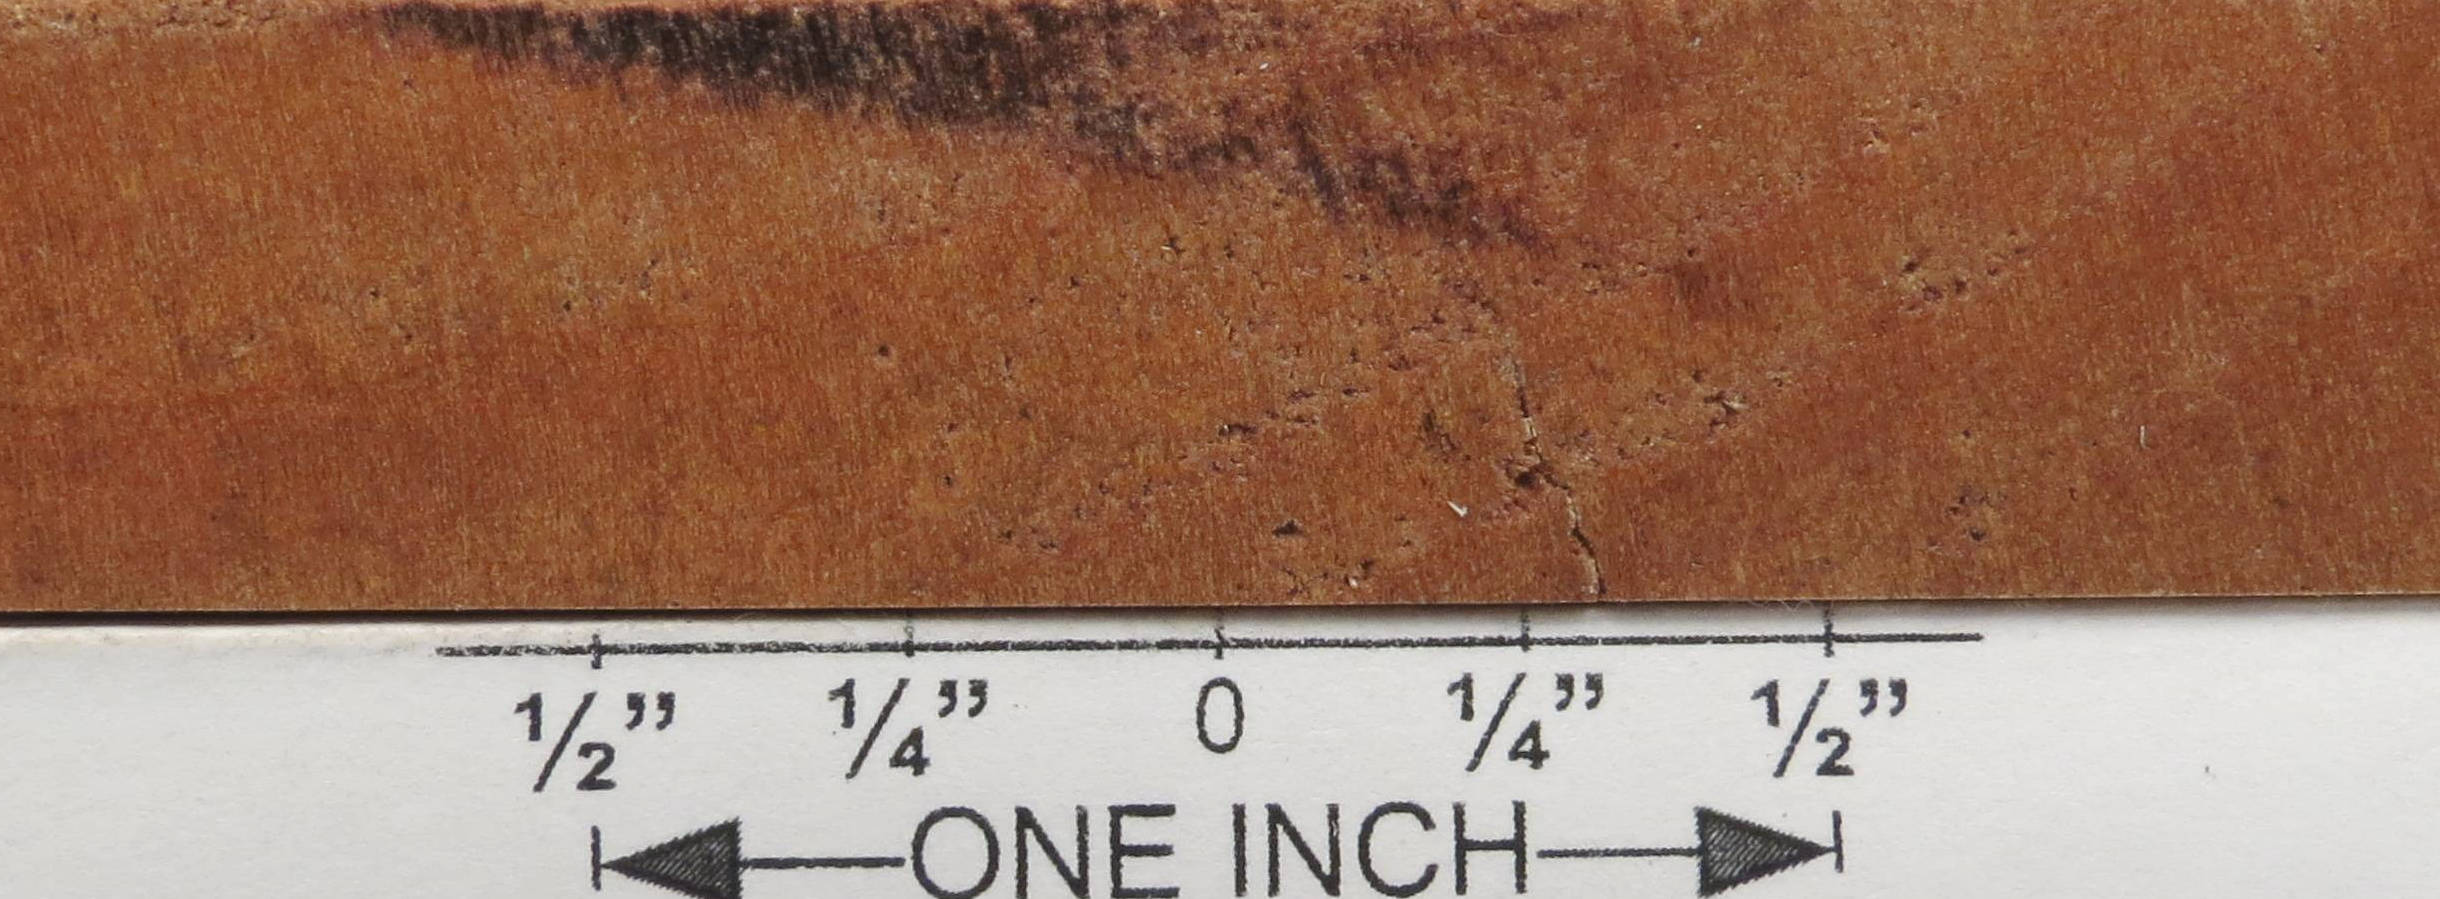 1/2” 1/4” 0 1/4” 1/2”
ONE INCH